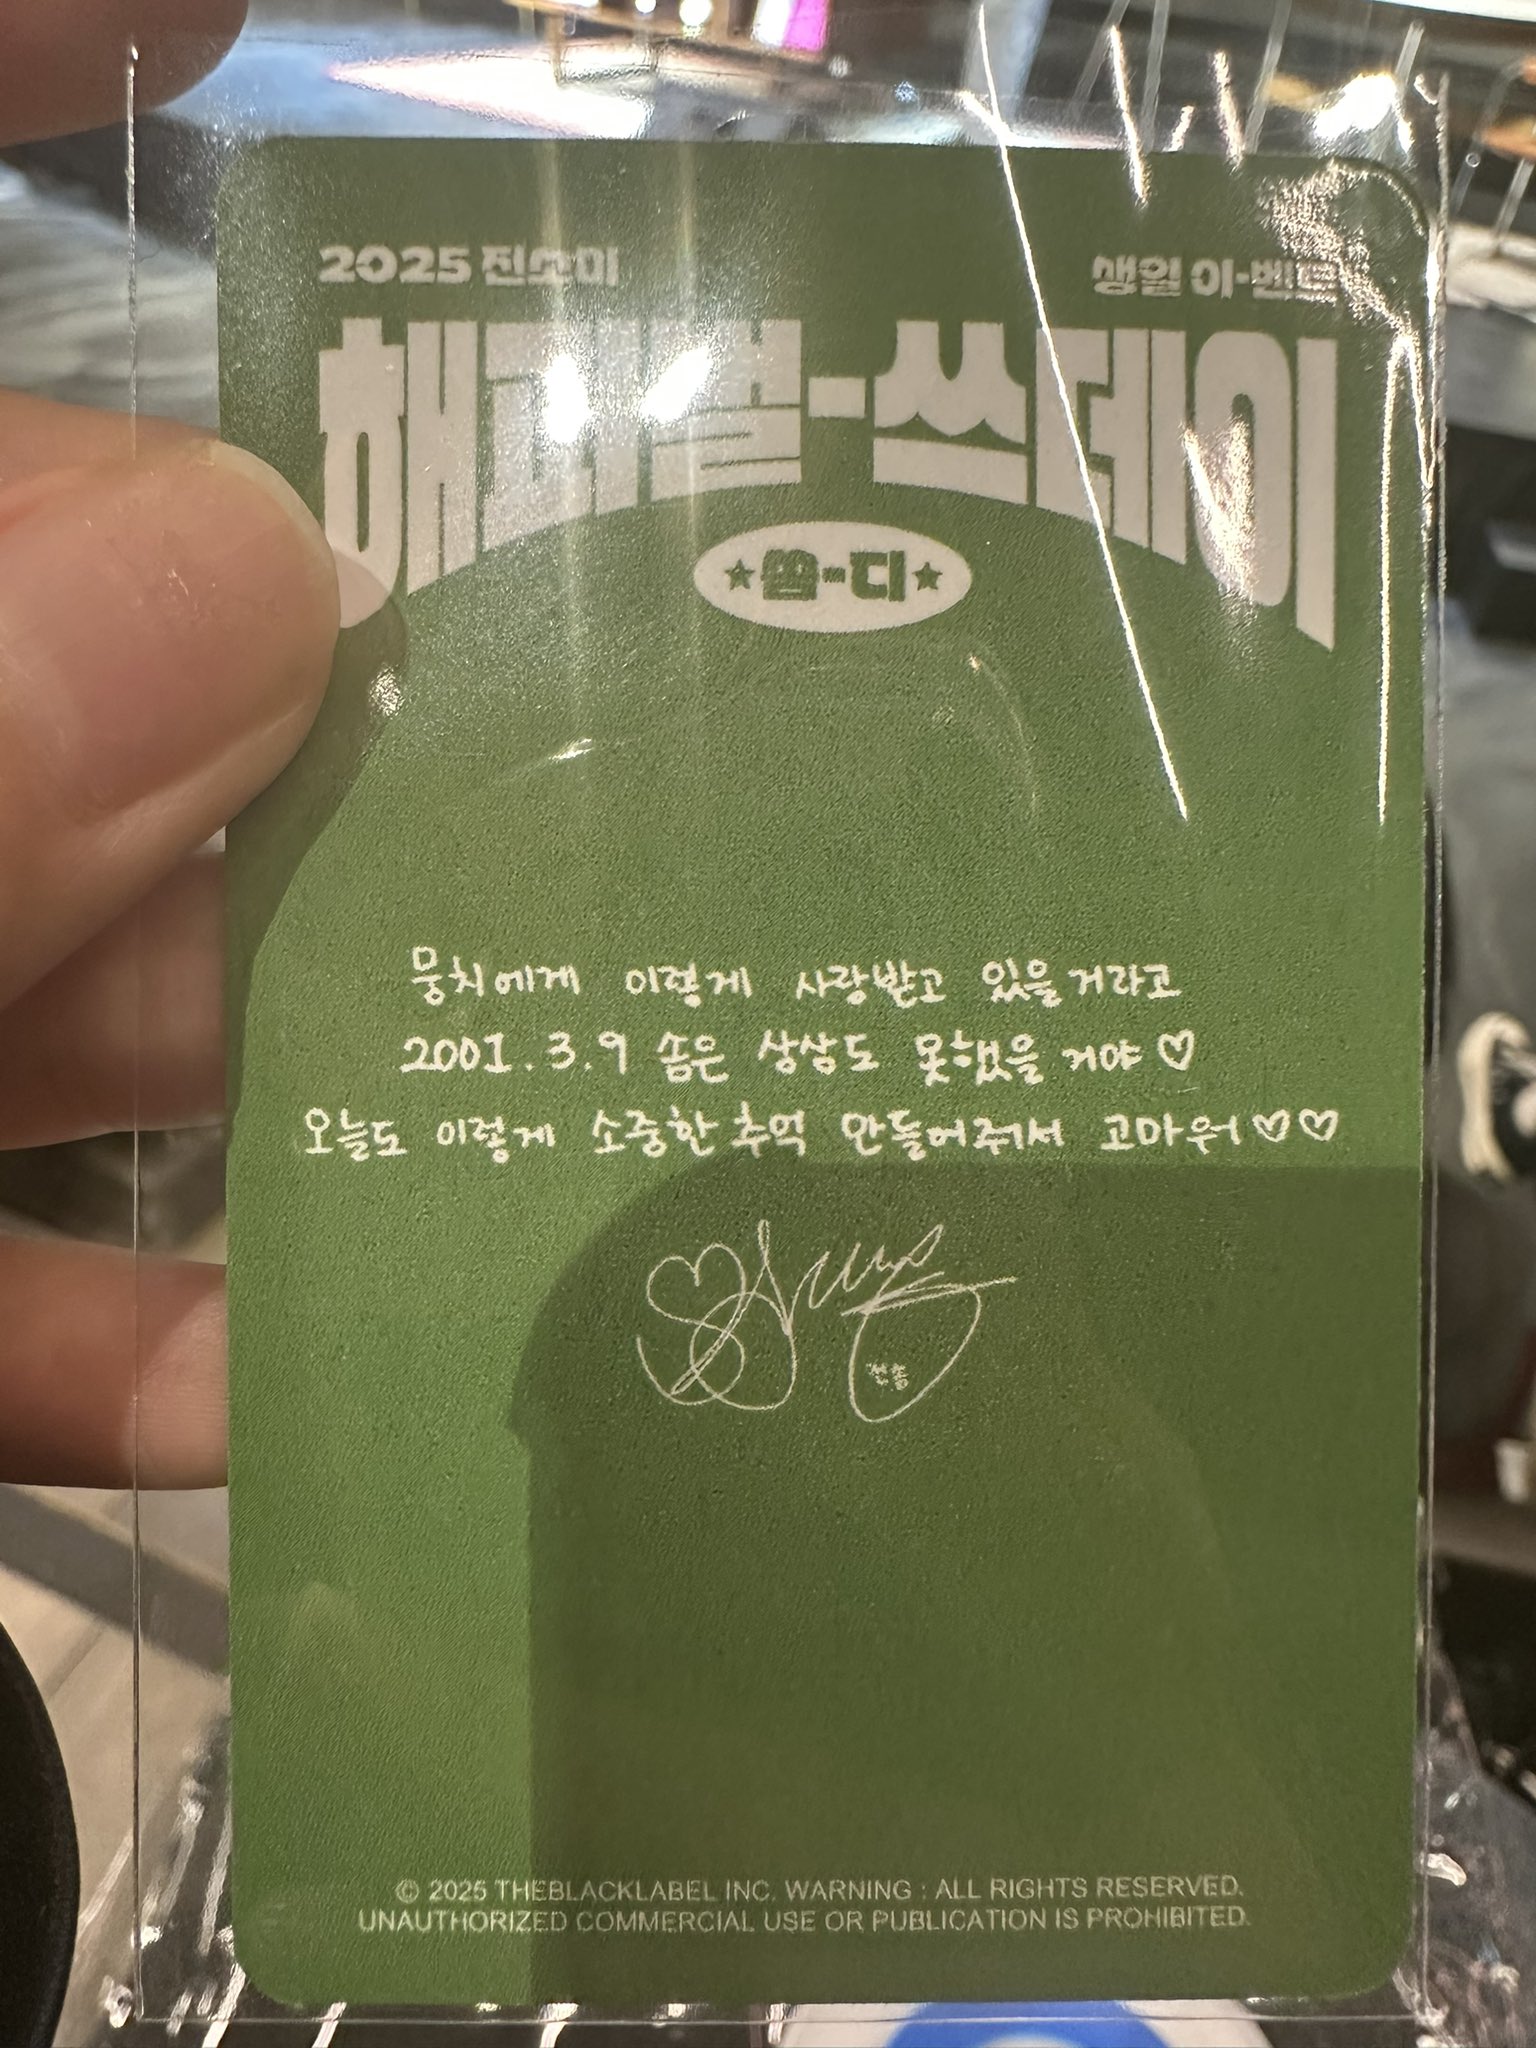 2025 전소미
생일 이-벤트
해피벌-쓰데이
★쏨-디★
뭉치에게 이렇게 사랑받고 있을거라고
2001.3.9 솜은 상상도 못했을 거야♡
오늘도 이렇게 소중한 추억 만들어줘서 고마워♡♡
© 2025 THEBLACKLABEL INC. WARNING : ALL RIGHTS RESERVED.
UNAUTHORIZED COMMERCIAL USE OR PUBLICATION IS PROHIBITED.